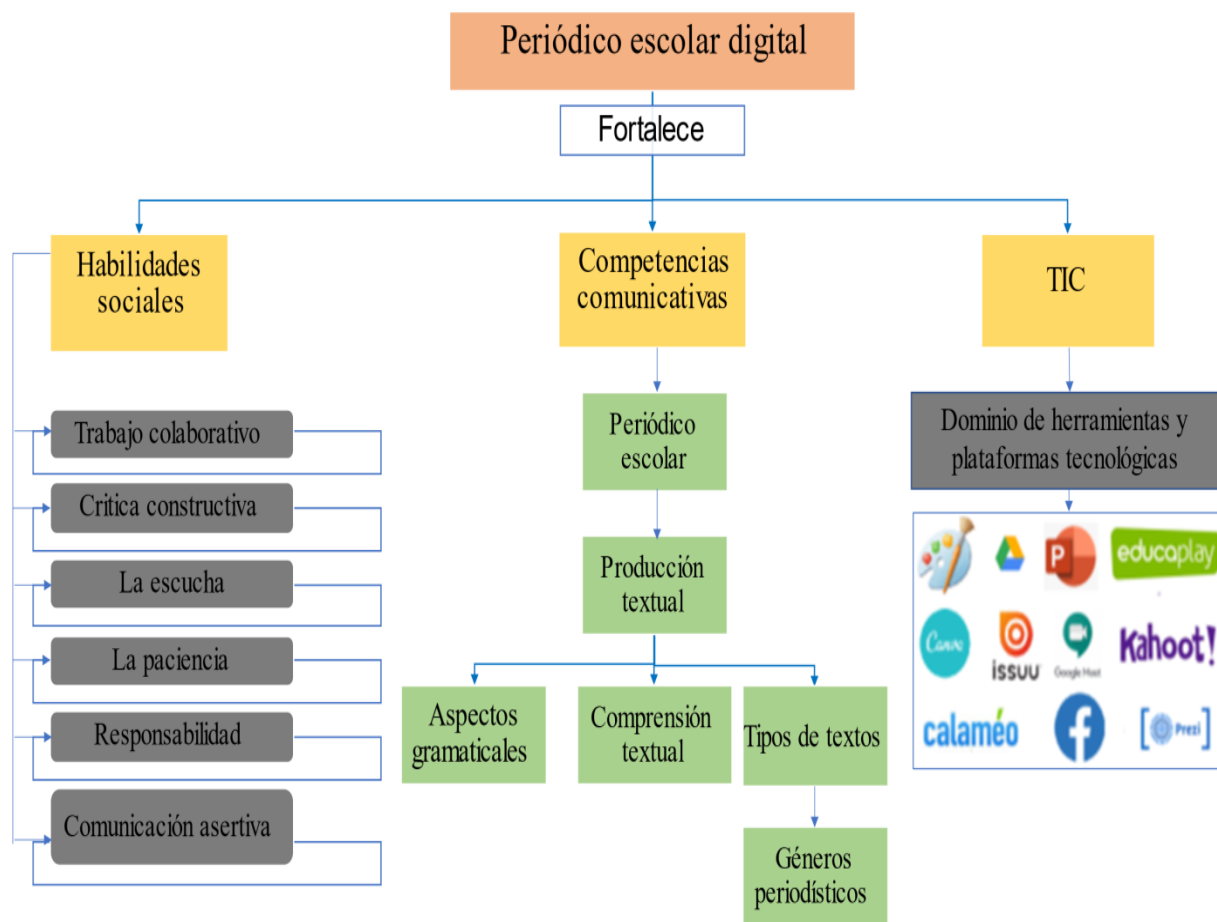 Periódico escolar digital
Fortalece
Habilidades
sociales
Trabajo colaborativo
Critica constructiva
La escucha
La paciencia
Responsabilidad
Comunicación asertiva
Competencias
comunicativas
Periódico
escolar
Producción
textual
Aspectos
gramaticales
Comprensión
textual
Tipos de textos
Géneros
periodísticos
TIC
Dominio de herramientas y
plataformas tecnológicas
P
educaplay
Canva
issuu
Google Meet
Kahoot!
calaméo
f
Prezi